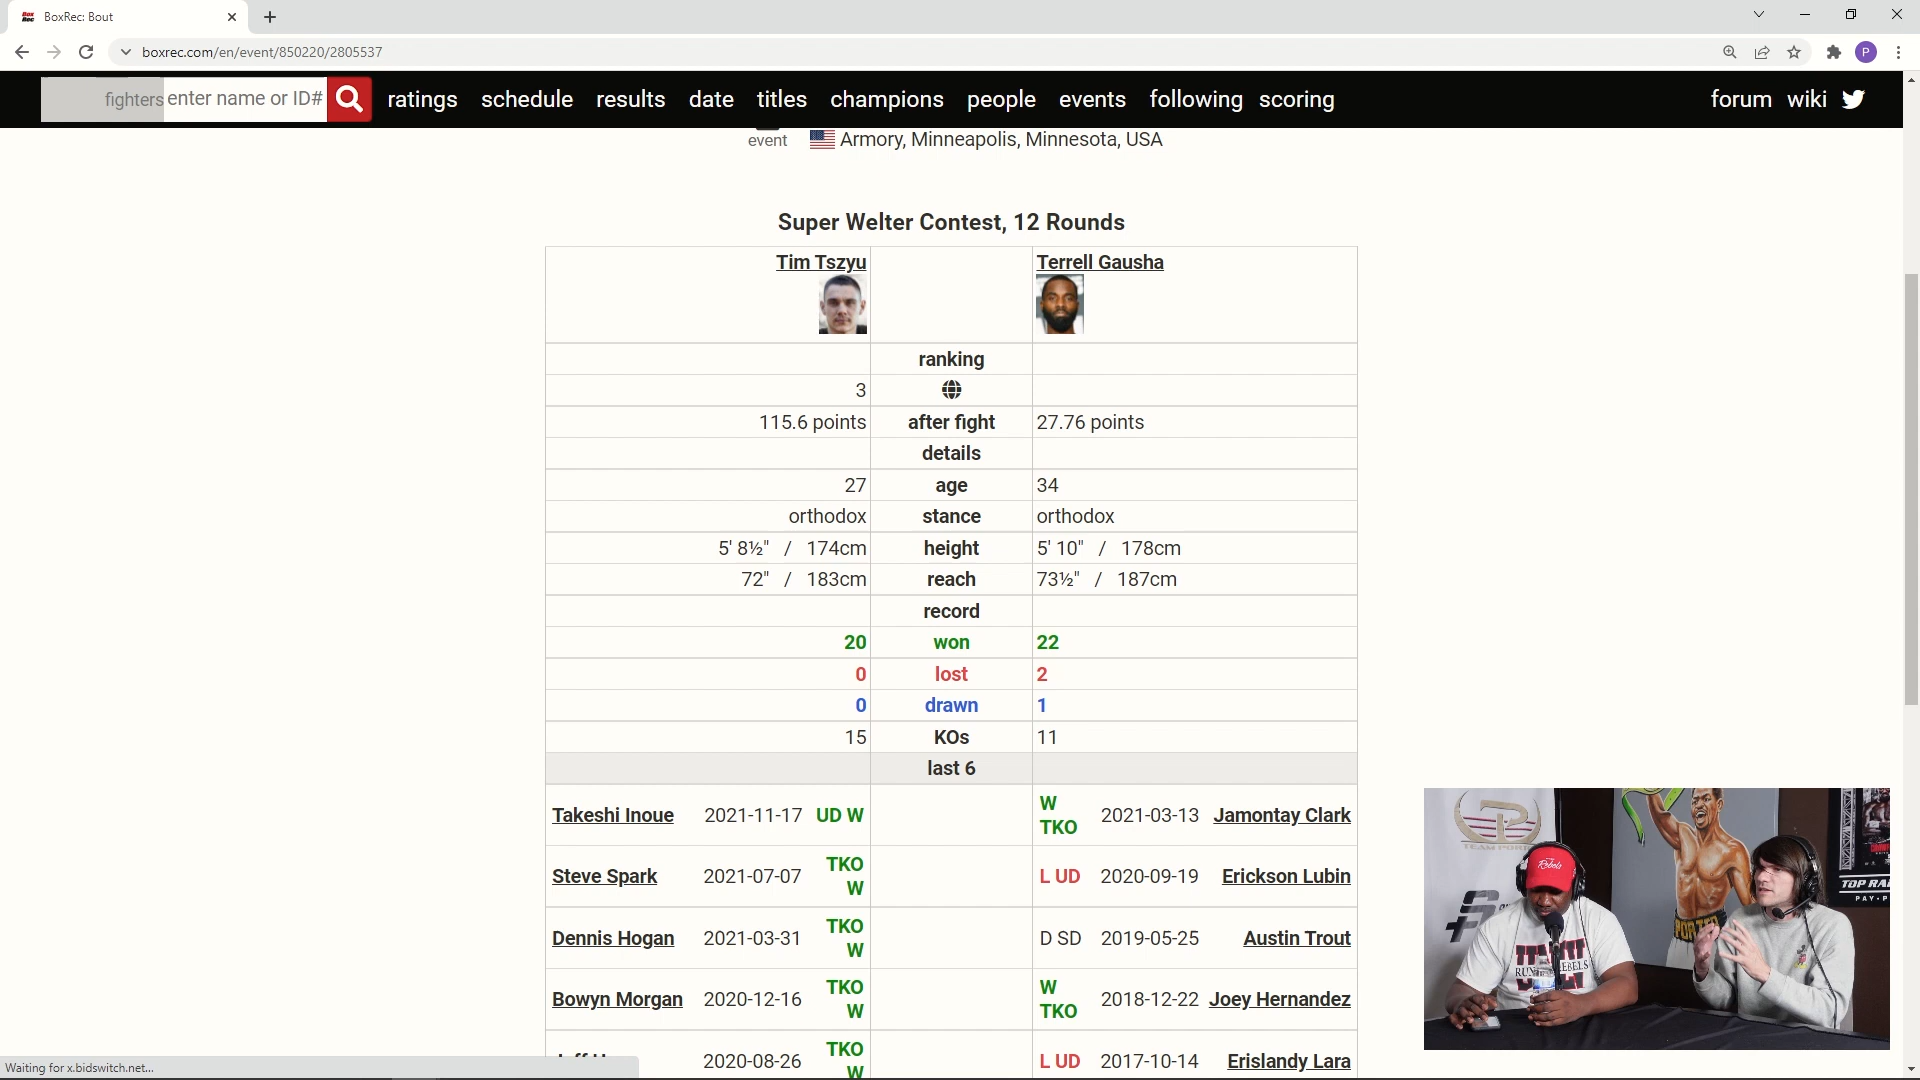 BoxRec: Bout
boxrec.com/en/event/850220/2805537
P
fighters enter name or ID# ratings schedule results date titles champions people events following scoring forum wiki
event Armory, Minneapolis, Minnesota, USA
Super Welter Contest, 12 Rounds
Tim Tszyu Terrell Gausha
ranking
3
115.6 points after fight 27.76 points
details
27 age 34
orthodox stance orthodox
5' 8½" / 174cm height 5' 10" / 178cm
72" / 183cm reach 73½" / 187cm
record
20 won 22
0 lost 2
0 drawn 1
15 KOs 11
last 6
Takeshi Inoue 2021-11-17 UD W W TKO 2021-03-13 Jamontay Clark
Steve Spark 2021-07-07 TKO W L UD 2020-09-19 Erickson Lubin
Dennis Hogan 2021-03-31 TKO W D SD 2019-05-25 Austin Trout
Bowyn Morgan 2020-12-16 TKO W W TKO 2018-12-22 Joey Hernandez
2020-08-26 TKO W L UD 2017-10-14 Erislandy Lara
Waiting for x.bidswitch.net...
TEAM PORTER
Rebels
RUN REBELS
PORTER
TOP RA
PAY-P